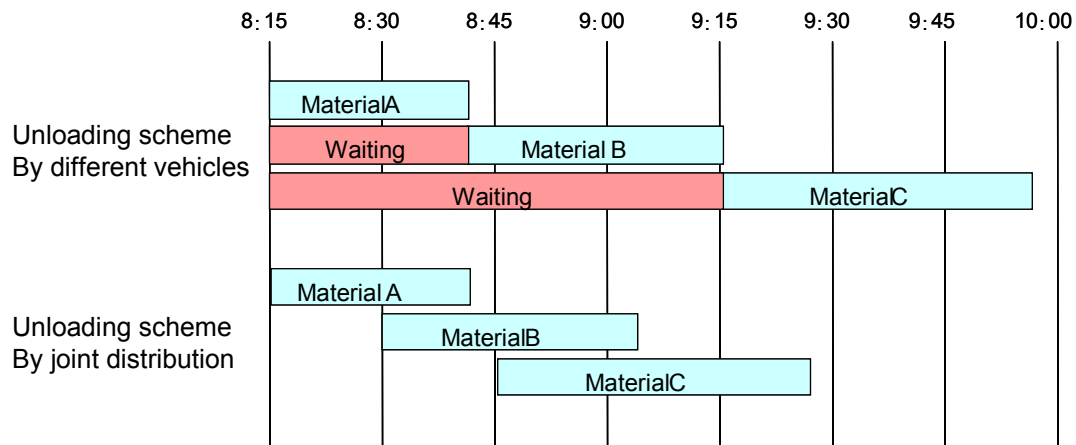 8:15 8:30 8:45 9:00 9:15 9:30 9:45 10:00
MaterialA
Unloading scheme
By different vehicles
Waiting Material B
Waiting MaterialC
Material A
Unloading scheme
By joint distribution
MaterialB
MaterialC